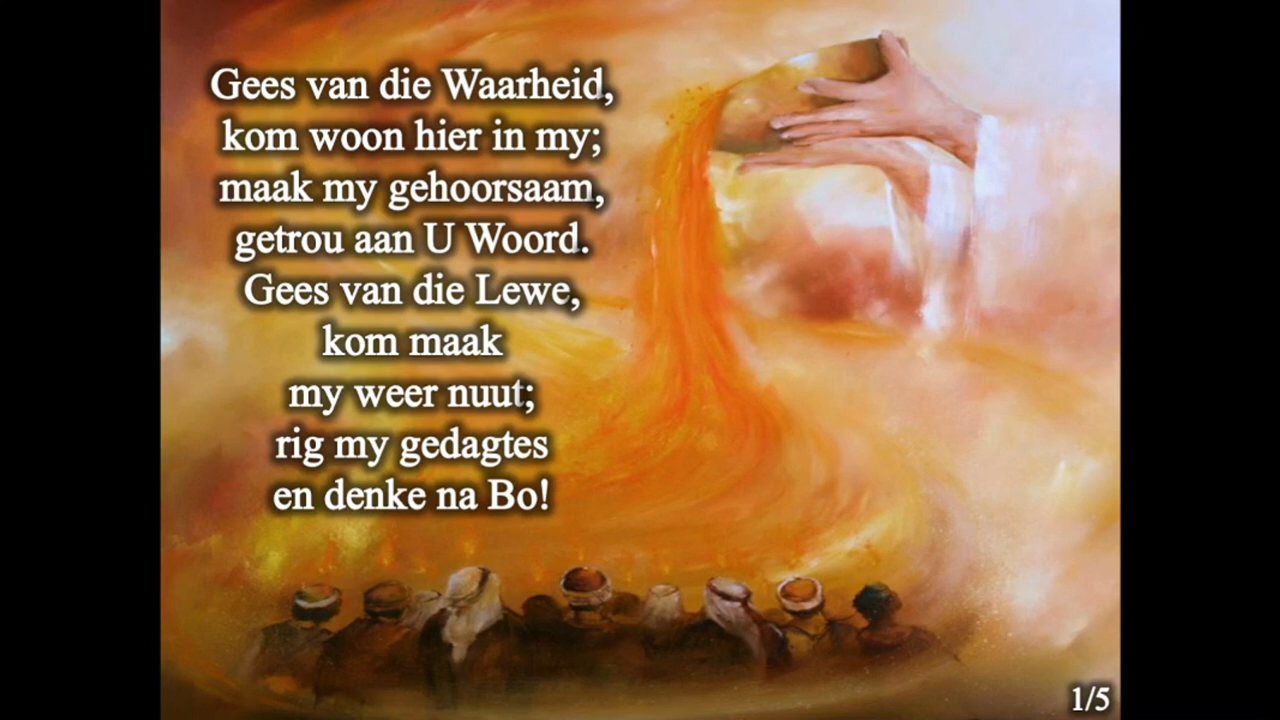 Gees van die Waarheid,
kom woon hier in my;
maak my gehoorsaam,
getrou aan U Woord.
Gees van die Lewe,
kom maak
my weer nuut;
rig my gedagtes
en denke na Bo!
1/5